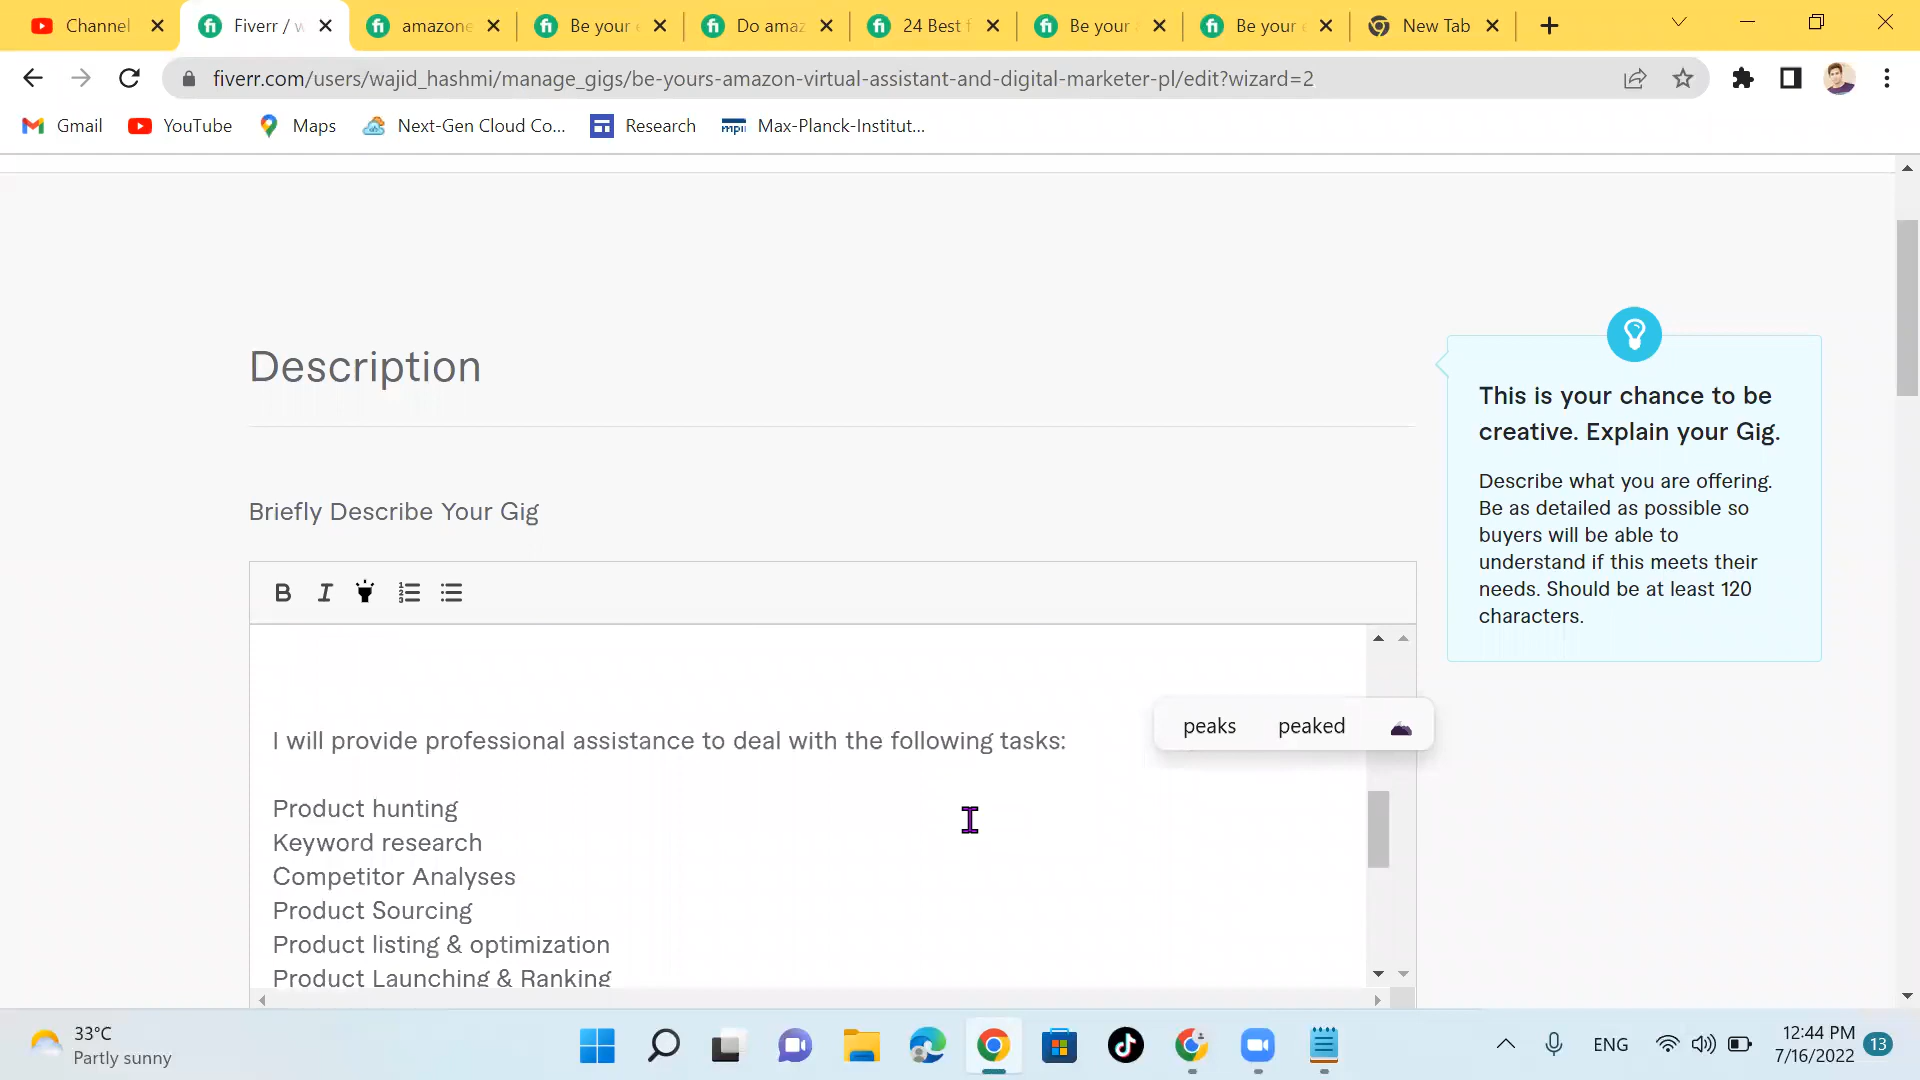 Channel
Fiverr / w
amazone
Be your e
Do amaz
24 Best f
Be your a
Be your e
New Tab
fiverr.com/users/wajid_hashmi/manage_gigs/be-yours-amazon-virtual-assistant-and-digital-marketer-pl/edit?wizard=2
Gmail
YouTube
Maps
Next-Gen Cloud Co...
Research
mpii
Max-Planck-Institut...
Description
Briefly Describe Your Gig
This is your chance to be
creative. Explain your Gig.
Describe what you are offering.
Be as detailed as possible so
buyers will be able to
understand if this meets their
needs. Should be at least 120
characters.
B I
peaks peaked
I will provide professional assistance to deal with the following tasks:
Product hunting
Keyword research
Competitor Analyses
Product Sourcing
Product listing & optimization
Product Launching & Ranking
33°C
Partly sunny
ENG
12:44 PM
7/16/2022
13